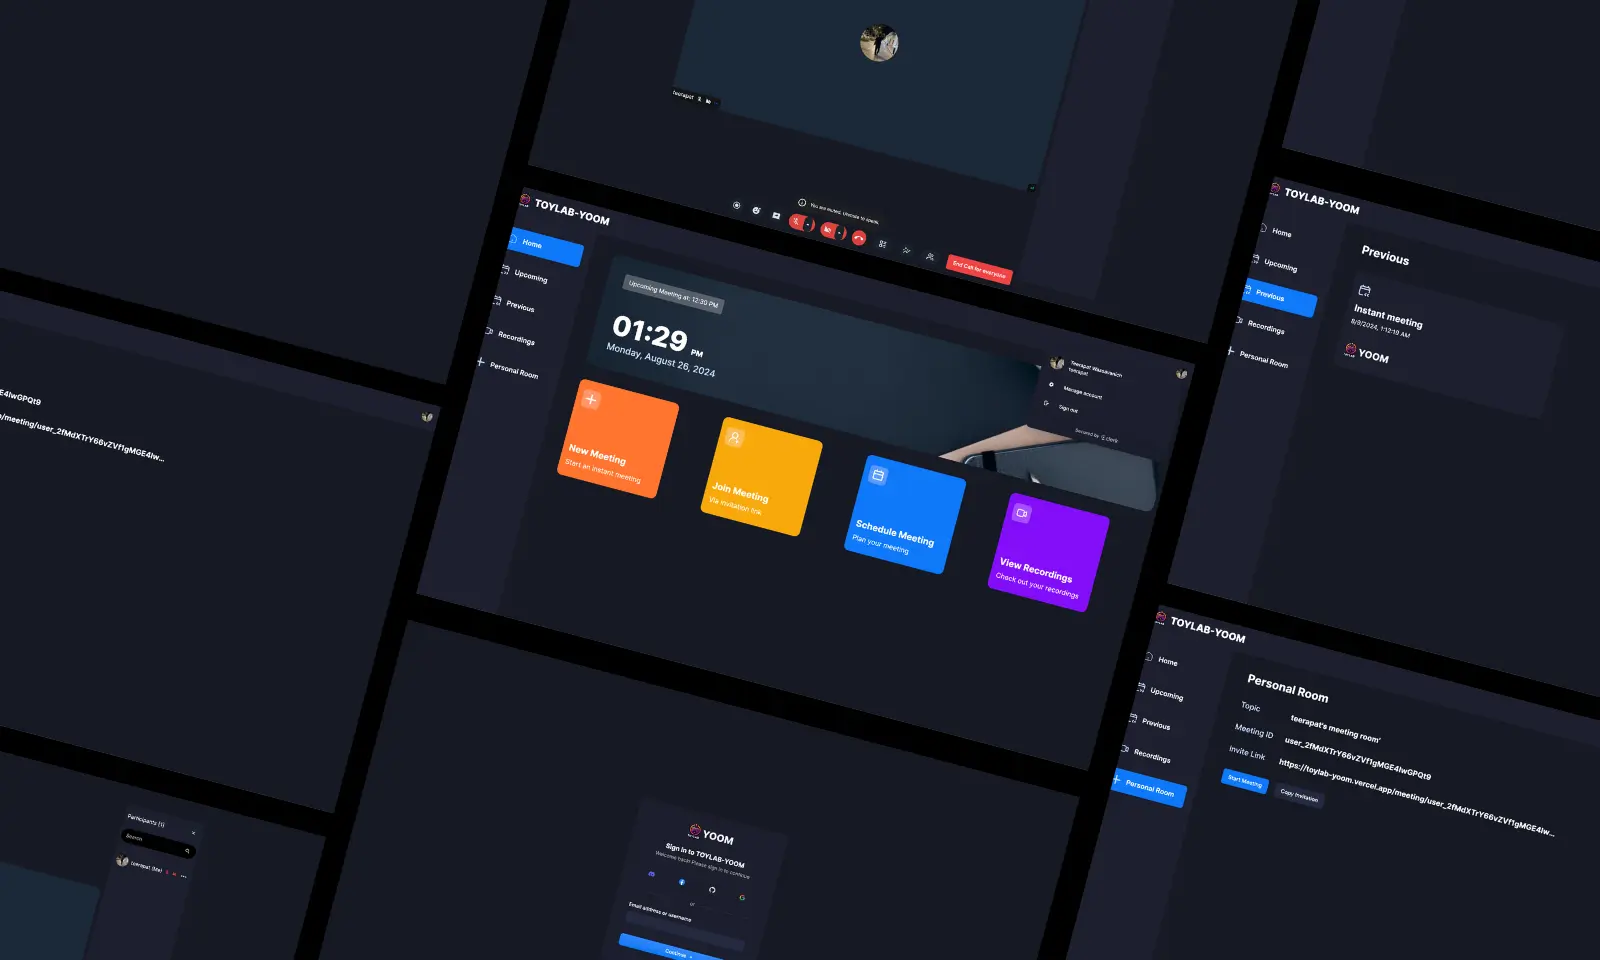 teerapat
You are muted. Unmute to speak.
End Call for everyone
TOYLAB-YOOM
Home
Upcoming
Previous
Recordings
Personal Room
Upcoming Meeting at: 12:30 PM
01:29 PM
Monday, August 26, 2024
Teerapat Wassavanich
teerapat
Manage account
Sign out
Secured by clerk
New Meeting
Start an instant meeting
Join Meeting
Via invitation link
Schedule Meeting
Plan your meeting
View Recordings
Check out your recordings
TOYLAB-YOOM
Home
Upcoming
Previous
Recordings
Personal Room
Previous
Instant meeting
8/8/2024, 1:12:19 AM
YOOM
E4IwGPQt9
/meeting/user_2fMdXTrY66vZVf1gMGE4Iw...
Participants (1)
Search
teerapat (Me)
YOOM
Sign in to TOYLAB-YOOM
Welcome back! Please sign in to continue
or
Email address or username
Continue
TOYLAB-YOOM
Home
Upcoming
Previous
Recordings
Personal Room
Personal Room
Topic
teerapat's meeting room'
Meeting ID
user_2fMdXTrY66vZVf1gMGE4IwGPQt9
Invite Link
https://toylab-yoom.vercel.app/meeting/user_2fMdXTrY66vZVf1gMGE4Iw...
Start Meeting
Copy Invitation